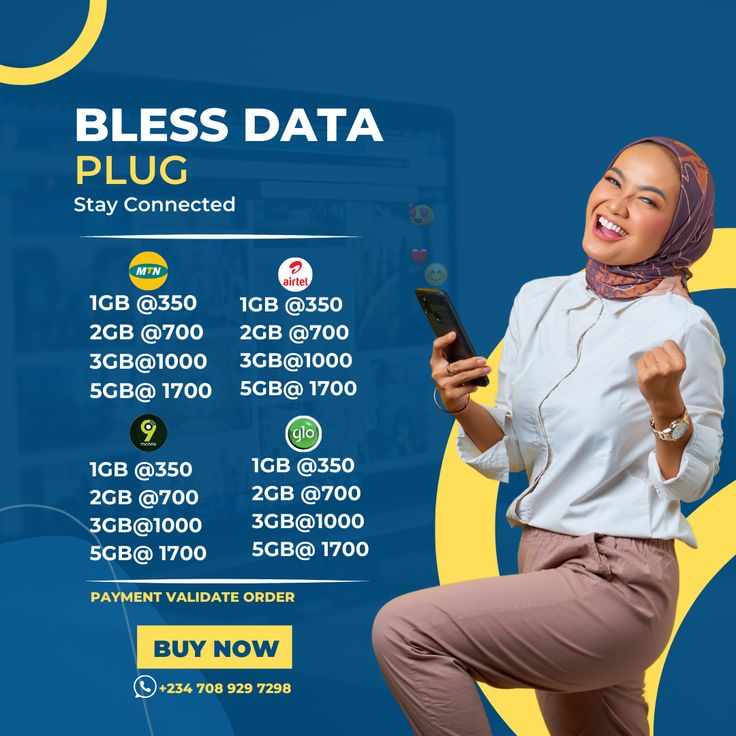 BLESS DATA
PLUG
Stay Connected
MTN
1GB @350
2GB @700
3GB@1000
5GB@ 1700
airtel
1GB @350
2GB @700
3GB@1000
5GB@ 1700
9
mobile
1GB @350
2GB @700
3GB@1000
5GB@ 1700
glo
1GB @350
2GB @700
3GB@1000
5GB@ 1700
PAYMENT VALIDATE ORDER
BUY NOW
+234 708 929 7298